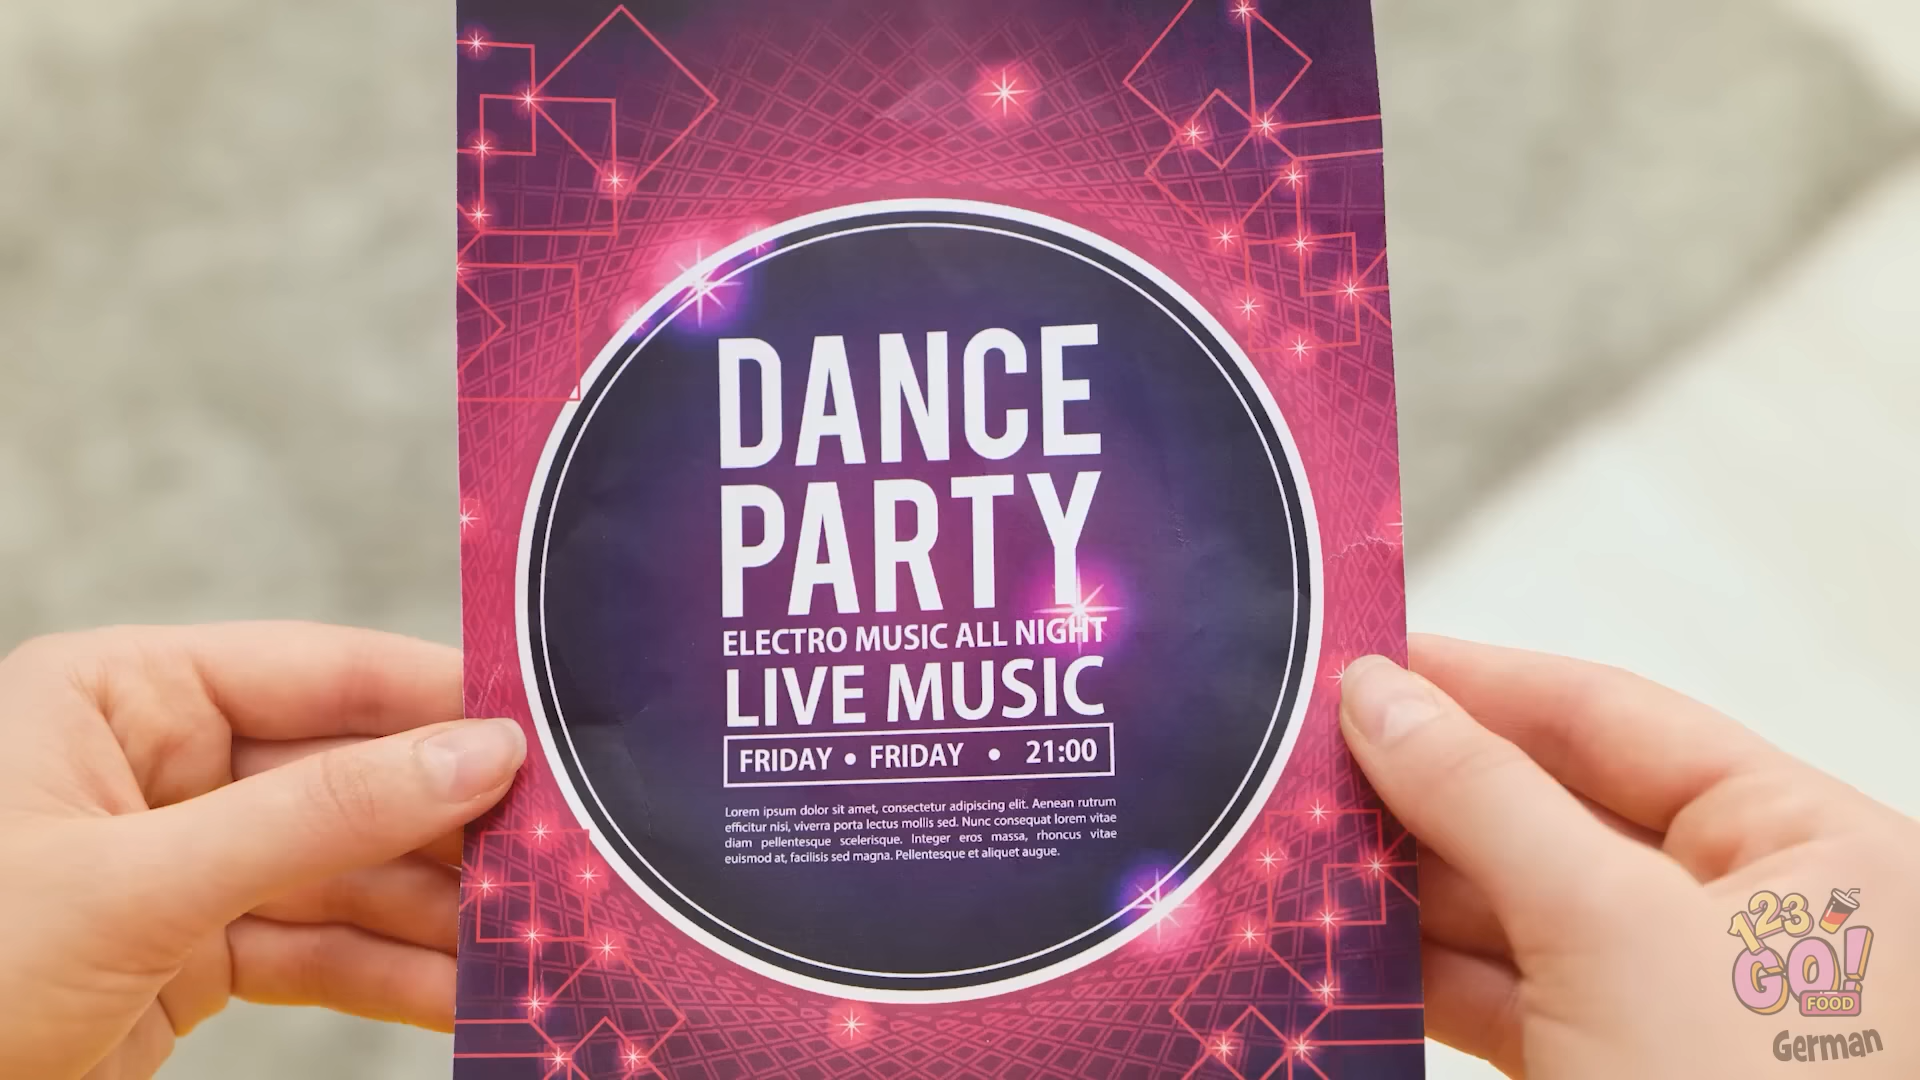 DANCE
PARTY
ELECTRO MUSIC ALL NIGHT
LIVE MUSIC
FRIDAY • FRIDAY • 21:00
Lorem ipsum dolor sit amet, consectetur adipiscing elit. Aenean rutrum
efficitur nisi, viverra porta lectus mollis sed. Nunc consequat lorem vitae
diam pellentesque scelerisque. Integer eros massa, rhoncus vitae
euismod at, facilisis sed magna. Pellentesque et aliquet augue.
123
GO!
FOOD
German